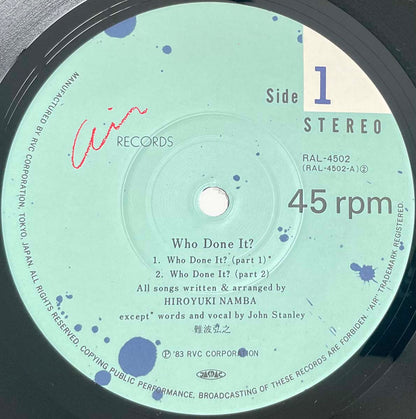 Side 1
STEREO
Air RECORDS
RAL-4502
(RAL-4502-A)②
45 rpm
Who Done It?
1. Who Done It? (part 1)*
2. Who Done It? (part 2)
All songs written & arranged by
HIROYUKI NAMBA
except* words and vocal by John Stanley
難波弘之
Ⓟ '83 RVC CORPORATION
MANUFACTURED BY RVC CORPORATION, TOKYO, JAPAN. ALL RIGHTS RESERVED. COPYING PUBLIC PERFORMANCE, BROADCASTING OF THESE RECORDS ARE FORBIDDEN. "AIR" TRADEMARK REGISTERED.